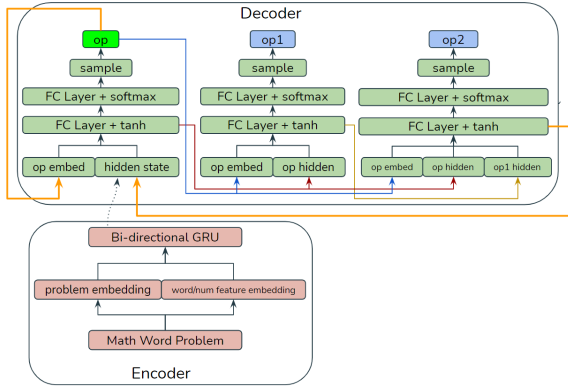 Decoder
op
op1
op2
sample
sample
sample
FC Layer + softmax
FC Layer + softmax
FC Layer + softmax
FC Layer + tanh
FC Layer + tanh
FC Layer + tanh
op embed
hidden state
op embed
op hidden
op embed
op hidden
op1 hidden
Bi-directional GRU
problem embedding
word/num feature embedding
Math Word Problem
Encoder